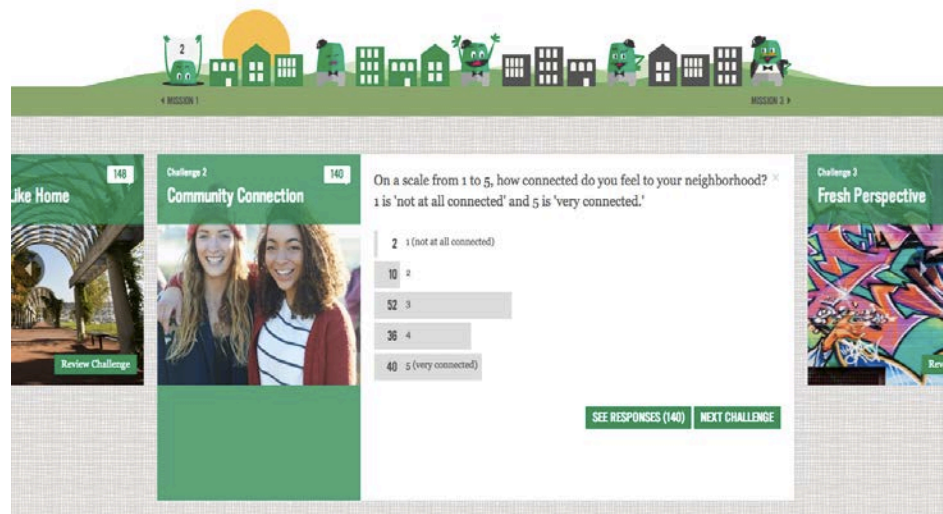 2
◄ MISSION 1
MISSION 3 ►
148
Like Home
Review Challenge
Challenge 2
140
Community Connection
On a scale from 1 to 5, how connected do you feel to your neighborhood? ×
1 is 'not at all connected' and 5 is 'very connected.'
2 1 (not at all connected)
10 2
52 3
36 4
40 5 (very connected)
SEE RESPONSES (140)
NEXT CHALLENGE
Challenge 3
Fresh Perspective
Rev